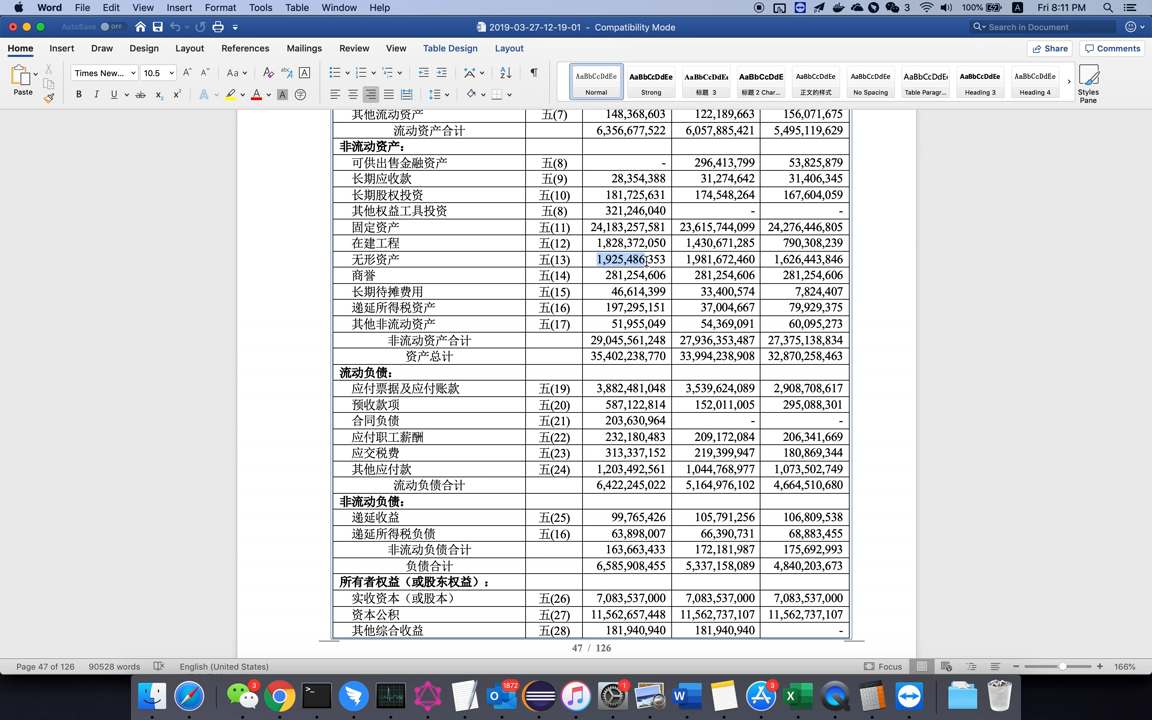 Word File Edit View Insert Format Tools Table Window Help 3 100% A Fri 8:11 PM
AutoSave OFF 2019-03-27-12-19-01 - Compatibility Mode Search in Document
Home Insert Draw Design Layout References Mailings Review View Table Design Layout Share Comments
Paste Times New... 10.5 Aa
B I U ab X₂ X² A
AaBbCcDdEe AaBbCcDdEe AaBbCcDdEe AaBbCcDdE AaBbCcDdEe AaBbCcDdEe AaBbCcDdE AaBbCcDdEe AaBbCcDdEe
Normal Strong 标题 3 标题 2 Char... 正文的样式 No Spacing Table Paragr... Heading 3 Heading 4 Styles Pane
其他流动资产 五(7) 148,368,603 122,189,663 156,071,675
流动资产合计 6,356,677,522 6,057,885,421 5,495,119,629
非流动资产：
可供出售金融资产 五(8) - 296,413,799 53,825,879
长期应收款 五(9) 28,354,388 31,274,642 31,406,345
长期股权投资 五(10) 181,725,631 174,548,264 167,604,059
其他权益工具投资 五(8) 321,246,040 - -
固定资产 五(11) 24,183,257,581 23,615,744,099 24,276,446,805
在建工程 五(12) 1,828,372,050 1,430,671,285 790,308,239
无形资产 五(13) 1,925,486,353 1,981,672,460 1,626,443,846
商誉 五(14) 281,254,606 281,254,606 281,254,606
长期待摊费用 五(15) 46,614,399 33,400,574 7,824,407
递延所得税资产 五(16) 197,295,151 37,004,667 79,929,375
其他非流动资产 五(17) 51,955,049 54,369,091 60,095,273
非流动资产合计 29,045,561,248 27,936,353,487 27,375,138,834
资产总计 35,402,238,770 33,994,238,908 32,870,258,463
流动负债：
应付票据及应付账款 五(19) 3,882,481,048 3,539,624,089 2,908,708,617
预收款项 五(20) 587,122,814 152,011,005 295,088,301
合同负债 五(21) 203,630,964 - -
应付职工薪酬 五(22) 232,180,483 209,172,084 206,341,669
应交税费 五(23) 313,337,152 219,399,947 180,869,344
其他应付款 五(24) 1,203,492,561 1,044,768,977 1,073,502,749
流动负债合计 6,422,245,022 5,164,976,102 4,664,510,680
非流动负债：
递延收益 五(25) 99,765,426 105,791,256 106,809,538
递延所得税负债 五(16) 63,898,007 66,390,731 68,883,455
非流动负债合计 163,663,433 172,181,987 175,692,993
负债合计 6,585,908,455 5,337,158,089 4,840,203,673
所有者权益（或股东权益）：
实收资本（或股本） 五(26) 7,083,537,000 7,083,537,000 7,083,537,000
资本公积 五(27) 11,562,657,448 11,562,737,107 11,562,737,107
其他综合收益 五(28) 181,940,940 181,940,940 -
47 / 126
Page 47 of 126 90528 words English (United States) Focus 166%
3 1872 1 3